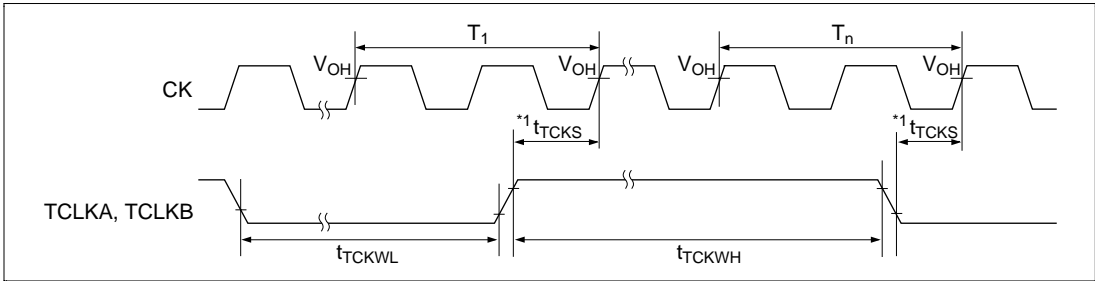 T1 Tn
VOH VOH VOH VOH
CK
*1 tTCKS *1 tTCKS
TCLKA, TCLKB
tTCKWL tTCKWH